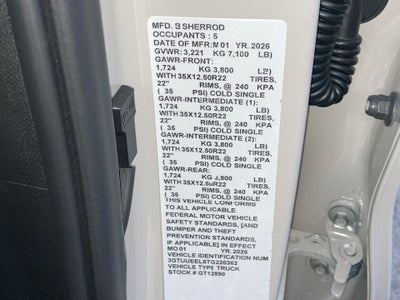 MFD. B SHERROD
OCCUPANTS : 5
DATE OF MFR:MO 01 YR. 2026
GVWR: 3,221 KG 7,100 LB)
GAWR-FRONT:
1,724 KG 3,800 LB)
WITH 35X12.50R22 TIRES,
22" RIMS, @ 240 KPA
( 35 PSI) COLD SINGLE
GAWR-INTERMEDIATE (1):
1,724 KG 3,800 LB)
WITH 35X12.50R22 TIRES,
22" RIMS, @ 240 KPA
( 35 PSI) COLD SINGLE
GAWR-INTERMEDIATE (2):
1,724 KG 3,800 LB)
WITH 35X12.50R22 TIRES,
22" RIMS, @ 240 KPA
( 35 PSI) COLD SINGLE
GAWR-REAR:
1,724 KG 3,800 LB)
WITH 35X12.50R22 TIRES,
22" RIMS, @ 240 KPA
( 35 PSI) COLD SINGLE
THIS VEHICLE CONFORMS
TO ALL APPLICABLE
FEDERAL MOTOR VEHICLE
SAFETY STANDARDS, [AND
BUMPER AND THEFT
PREVENTION STANDARDS,
IF APPLICABLE] IN EFFECT
MO 01 YR. 2026
VEHICLE IDENTIFICATION NUM
3GTUUEEL6TG220362
VEHICLE TYPE TRUCK
STOCK # GT12890